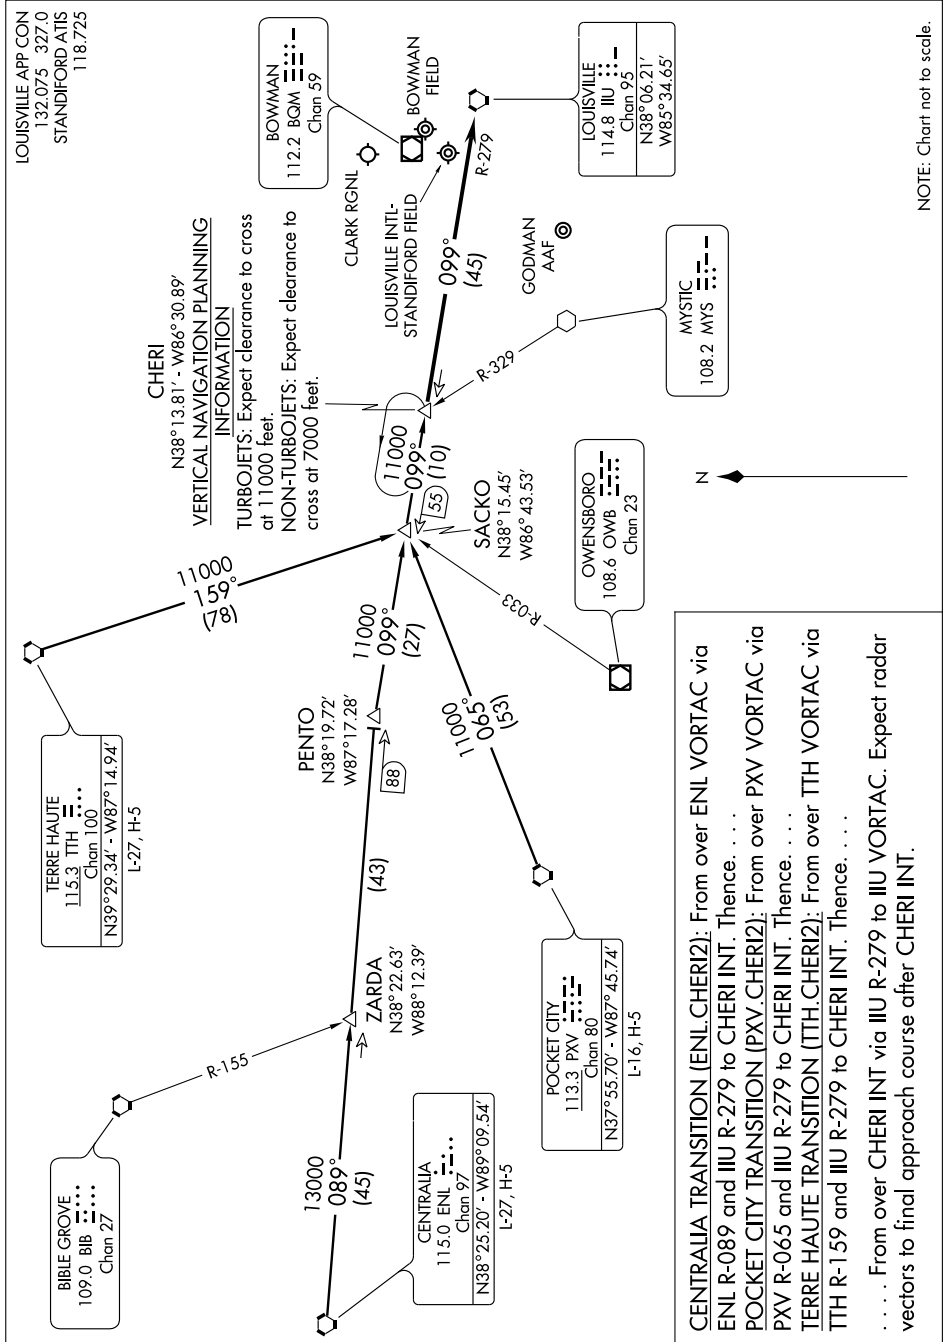 LOUISVILLE APP CON
132.075 327.0
STANDIFORD ATIS
118.725
BOWMAN
112.2 BQM
Chan 59
BOWMAN
FIELD
CLARK RGNL
LOUISVILLE INTL-
STANDIFORD FIELD
LOUISVILLE
114.8 IIU
Chan 95
N38°06.21'
W85°34.65'
R-279
099°
(45)
GODMAN
AAF
NOTE: Chart not to scale.
CHERI
N38°13.81' - W86°30.89'
VERTICAL NAVIGATION PLANNING
INFORMATION
TURBOJETS: Expect clearance to cross
at 11000 feet.
NON-TURBOJETS: Expect clearance to
cross at 7000 feet.
R-329
MYSTIC
108.2 MYS
11000
099°
(10)
55
SACKO
N38°15.45'
W86°43.53'
N
OWENSBORO
108.6 OWB
Chan 23
R-033
11000
159°
(78)
TERRE HAUTE
115.3 TTH
Chan 100
N39°29.34' - W87°14.94'
L-27, H-5
11000
099°
(27)
PENTO
N38°19.72'
W87°17.28'
88
11000
065°
(53)
(43)
ZARDA
N38°22.63'
W88°12.39'
POCKET CITY
113.3 PXV
Chan 80
N37°55.70' - W87°45.74'
L-16, H-5
R-155
BIBLE GROVE
109.0 BIB
Chan 27
13000
089°
(45)
CENTRALIA
115.0 ENL
Chan 97
N38°25.20' - W89°09.54'
L-27, H-5
CENTRALIA TRANSITION (ENL.CHERI2): From over ENL VORTAC via
ENL R-089 and IIU R-279 to CHERI INT. Thence. . . .
POCKET CITY TRANSITION (PXV.CHERI2): From over PXV VORTAC via
PXV R-065 and IIU R-279 to CHERI INT. Thence. . . .
TERRE HAUTE TRANSITION (TTH.CHERI2): From over TTH VORTAC via
TTH R-159 and IIU R-279 to CHERI INT. Thence. . . .
. . . . From over CHERI INT via IIU R-279 to IIU VORTAC. Expect radar
vectors to final approach course after CHERI INT.